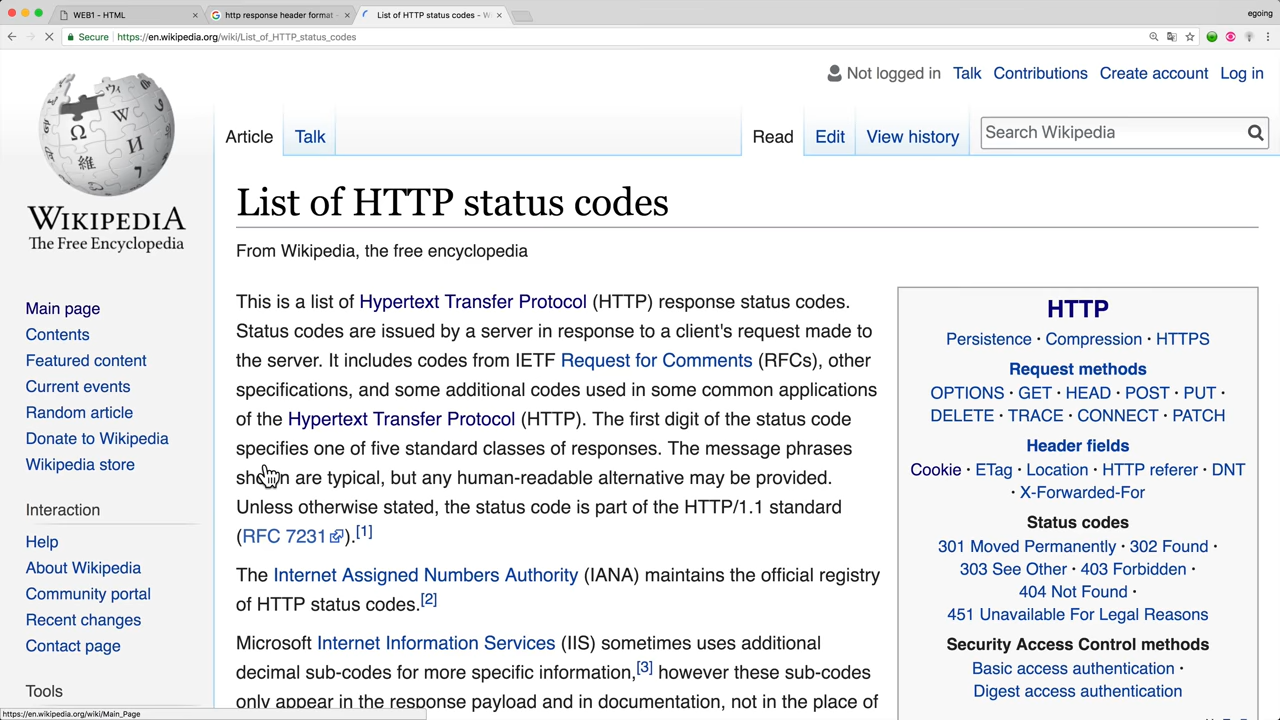 WEB1 - HTML
http response header format -
List of HTTP status codes - W
egoing
Secure
https://en.wikipedia.org/wiki/List_of_HTTP_status_codes
Not logged in Talk Contributions Create account Log in
Article Talk Read Edit View history Search Wikipedia
WIKIPEDIA
The Free Encyclopedia
Main page
Contents
Featured content
Current events
Random article
Donate to Wikipedia
Wikipedia store
Interaction
Help
About Wikipedia
Community portal
Recent changes
Contact page
Tools
List of HTTP status codes
From Wikipedia, the free encyclopedia
This is a list of Hypertext Transfer Protocol (HTTP) response status codes.
Status codes are issued by a server in response to a client's request made to
the server. It includes codes from IETF Request for Comments (RFCs), other
specifications, and some additional codes used in some common applications
of the Hypertext Transfer Protocol (HTTP). The first digit of the status code
specifies one of five standard classes of responses. The message phrases
shown are typical, but any human-readable alternative may be provided.
Unless otherwise stated, the status code is part of the HTTP/1.1 standard
(RFC 7231).[1]
The Internet Assigned Numbers Authority (IANA) maintains the official registry
of HTTP status codes.[2]
Microsoft Internet Information Services (IIS) sometimes uses additional
decimal sub-codes for more specific information,[3] however these sub-codes
only appear in the response payload and in documentation, not in the place of
HTTP
Persistence · Compression · HTTPS
Request methods
OPTIONS · GET · HEAD · POST · PUT ·
DELETE · TRACE · CONNECT · PATCH
Header fields
Cookie · ETag · Location · HTTP referer · DNT
· X-Forwarded-For
Status codes
301 Moved Permanently · 302 Found ·
303 See Other · 403 Forbidden ·
404 Not Found ·
451 Unavailable For Legal Reasons
Security Access Control methods
Basic access authentication ·
Digest access authentication
https://en.wikipedia.org/wiki/Main_Page